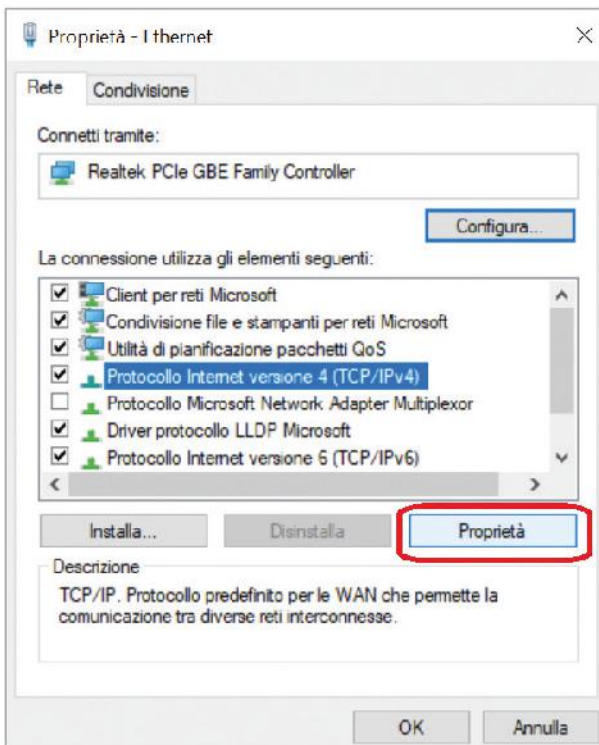 Proprietà - Ethernet
Rete
Condivisione
Connetti tramite:
Realtek PCIe GBE Family Controller
Configura...
La connessione utilizza gli elementi seguenti:
Client per reti Microsoft
Condivisione file e stampanti per reti Microsoft
Utilità di pianificazione pacchetti QoS
Protocollo Internet versione 4 (TCP/IPv4)
Protocollo Microsoft Network Adapter Multiplexor
Driver protocollo LLDP Microsoft
Protocollo Internet versione 6 (TCP/IPv6)
Installa...
Disinstalla
Proprietà
Descrizione
TCP/IP. Protocollo predefinito per le WAN che permette la
comunicazione tra diverse reti interconnesse.
OK
Annulla